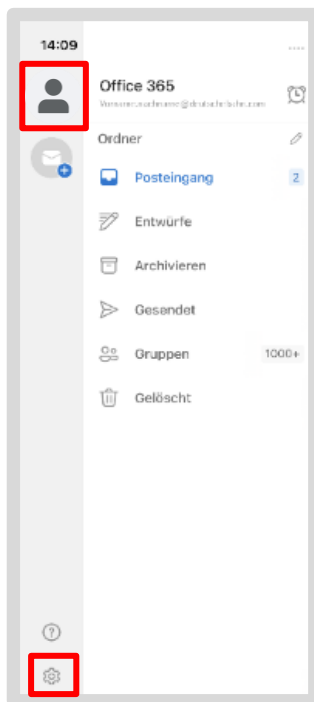 14:09
Office 365
Ordner
Posteingang 2
Entwürfe
Archivieren
Gesendet
Gruppen 1000+
Gelöscht
?